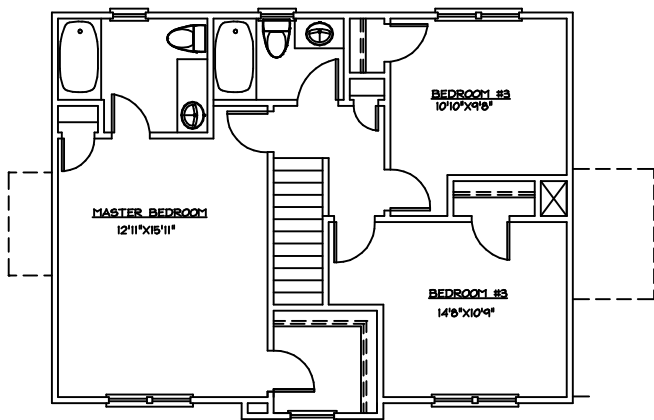 BEDROOM #3
10'10"X9'8"
MASTER BEDROOM
12'11"X15'11"
BEDROOM #3
14'8"X10'9"